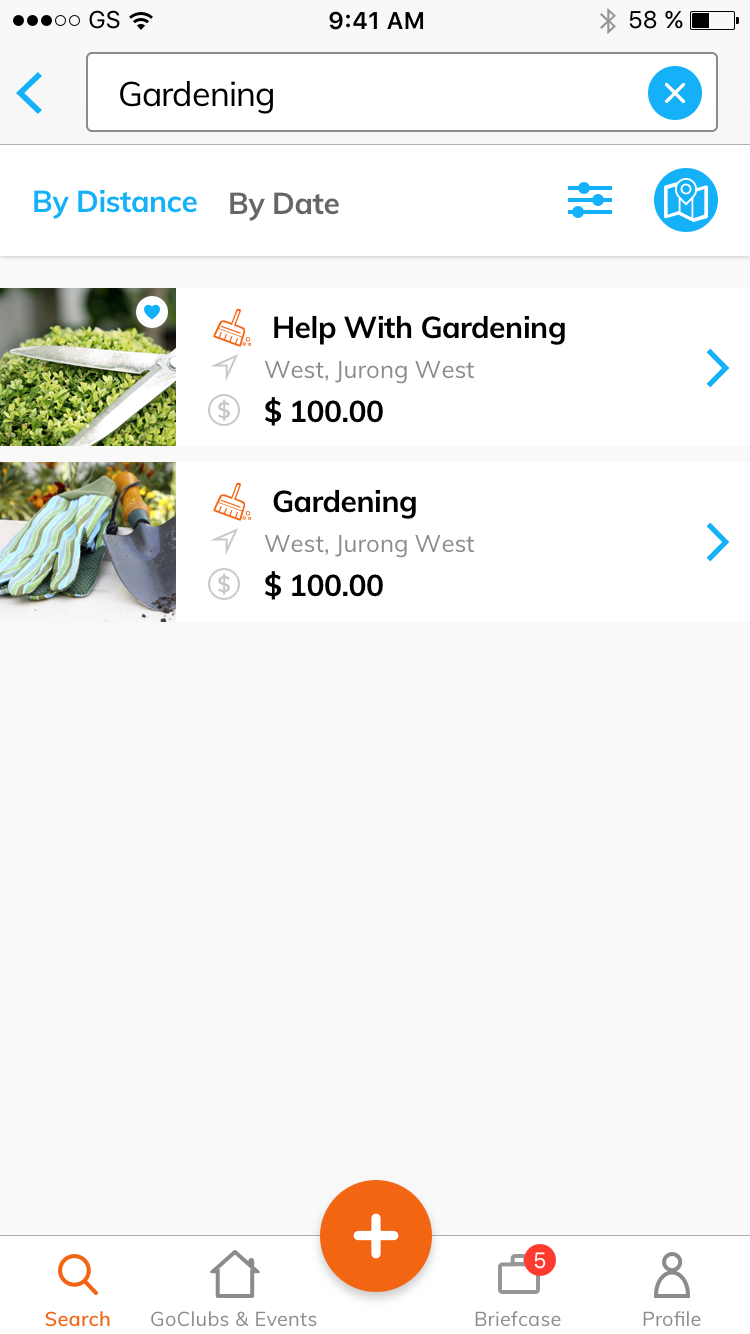 GS 9:41 AM 58 %
Gardening
By Distance By Date
Help With Gardening
West, Jurong West
$ 100.00
Gardening
West, Jurong West
$ 100.00
5
Search GoClubs & Events Briefcase Profile